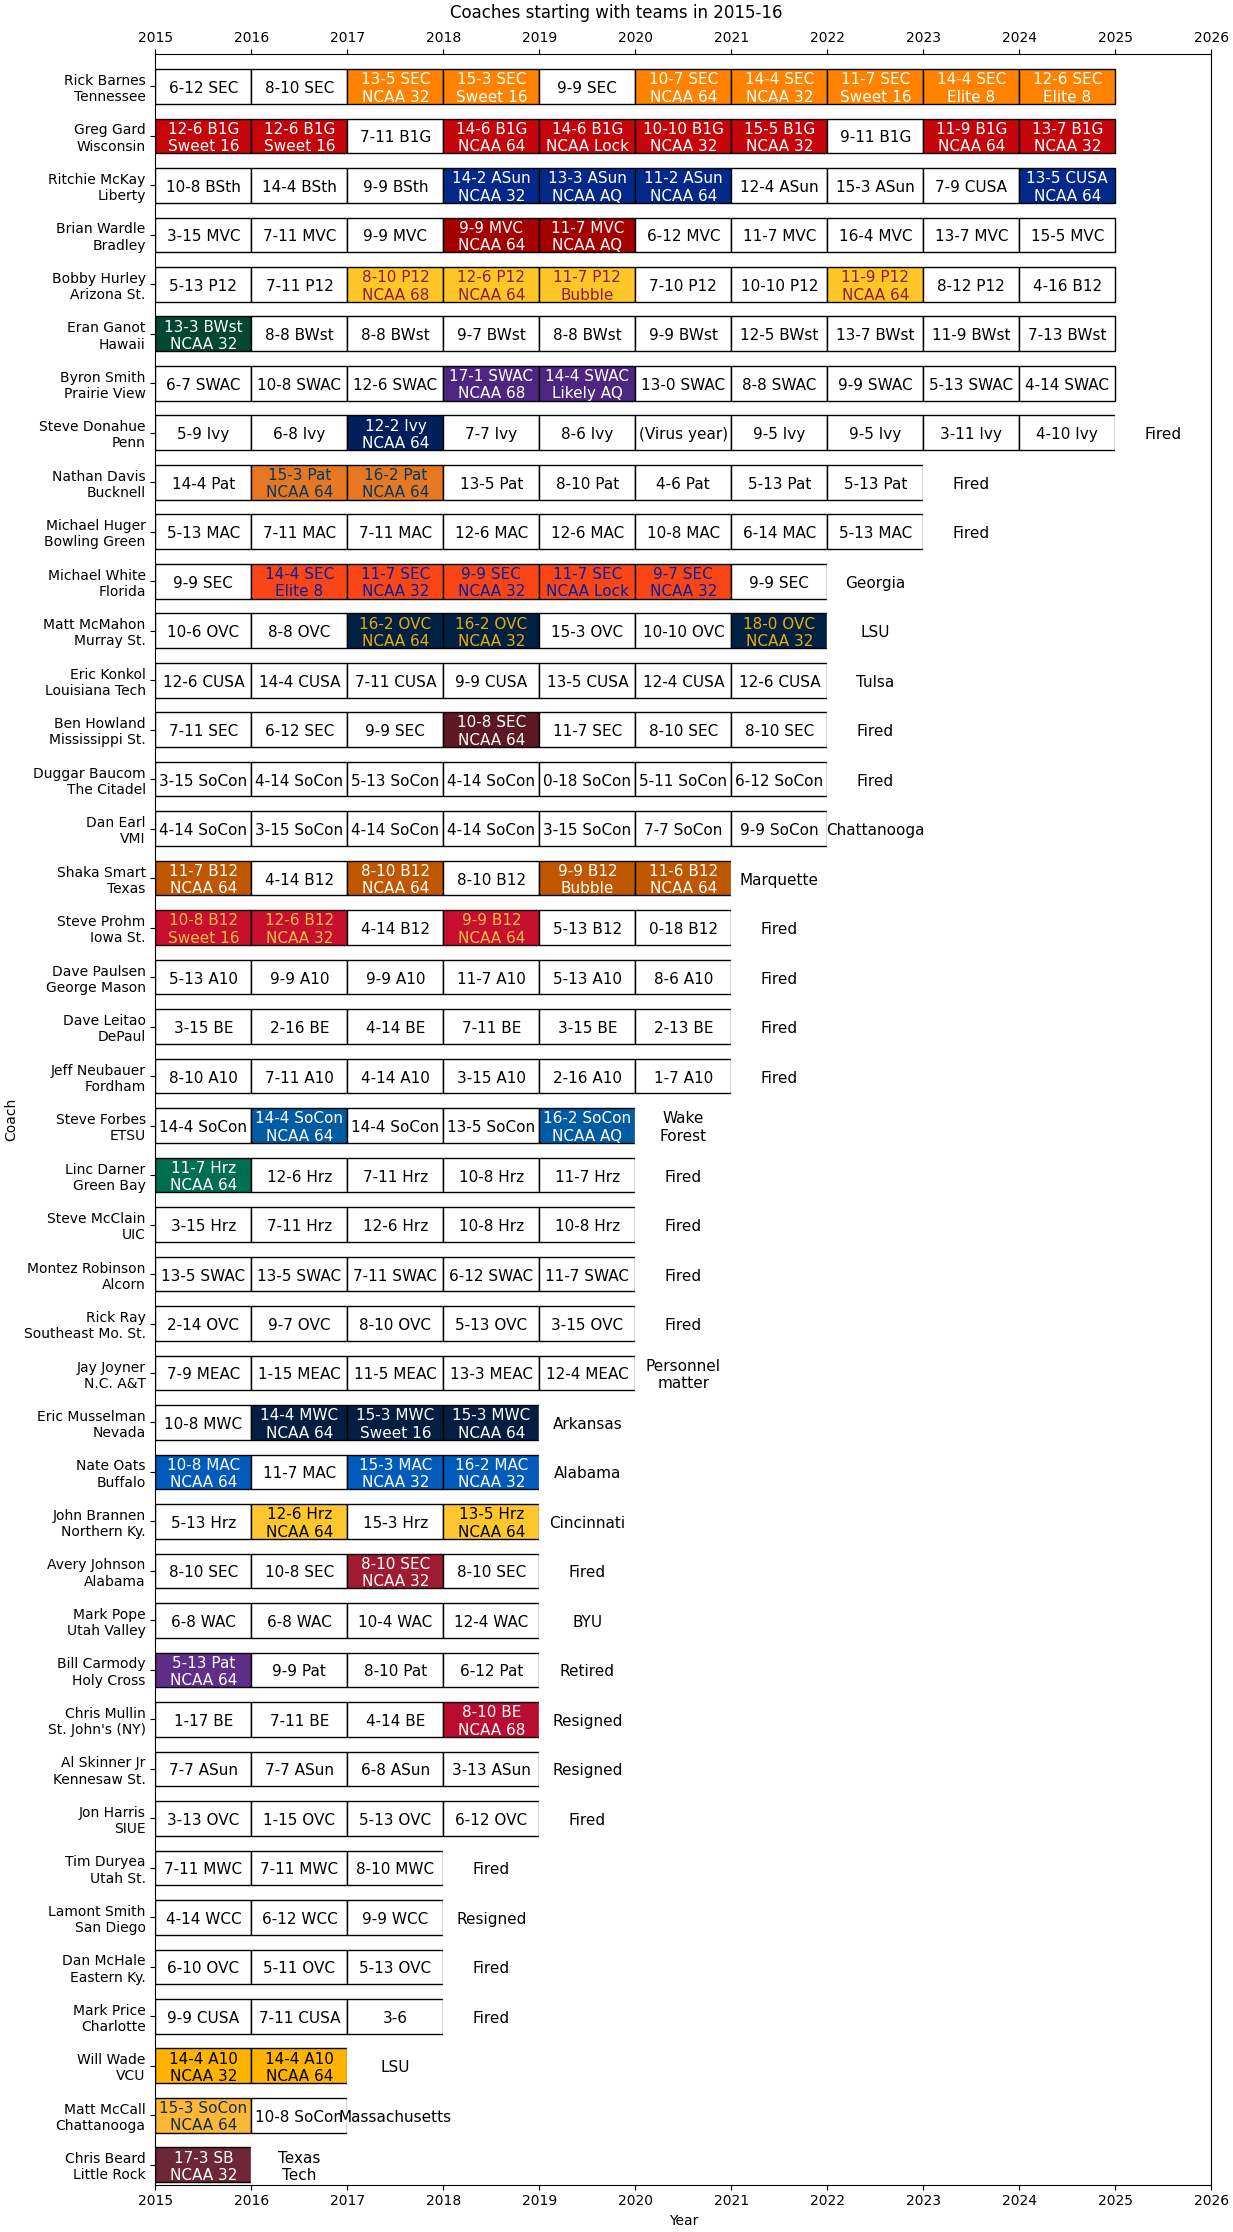 Coaches starting with teams in 2015-16
2015 2016 2017 2018 2019 2020 2021 2022 2023 2024 2025 2026
Rick Barnes
Tennessee
6-12 SEC 8-10 SEC 13-5 SEC 15-3 SEC 9-9 SEC 10-7 SEC 14-4 SEC 11-7 SEC 14-4 SEC 12-6 SEC
NCAA 32 Sweet 16 NCAA 64 NCAA 32 Sweet 16 Elite 8 Elite 8
Greg Gard
Wisconsin
12-6 B1G 12-6 B1G 7-11 B1G 14-6 B1G 14-6 B1G 10-10 B1G 15-5 B1G 9-11 B1G 11-9 B1G 13-7 B1G
Sweet 16 Sweet 16 NCAA 64 NCAA Lock NCAA 32 NCAA 32 NCAA 64 NCAA 32
Ritchie McKay
Liberty
10-8 BSth 14-4 BSth 9-9 BSth 14-2 ASun 13-3 ASun 11-2 ASun 12-4 ASun 15-3 ASun 7-9 CUSA 13-5 CUSA
NCAA 32 NCAA AQ NCAA 64 NCAA 64
Brian Wardle
Bradley
3-15 MVC 7-11 MVC 9-9 MVC 9-9 MVC 11-7 MVC 6-12 MVC 11-7 MVC 16-4 MVC 13-7 MVC 15-5 MVC
NCAA 64 NCAA AQ
Bobby Hurley
Arizona St.
5-13 P12 7-11 P12 8-10 P12 12-6 P12 11-7 P12 7-10 P12 10-10 P12 11-9 P12 8-12 P12 4-16 B12
NCAA 68 NCAA 64 Bubble NCAA 64
Eran Ganot
Hawaii
13-3 BWst 8-8 BWst 8-8 BWst 9-7 BWst 8-8 BWst 9-9 BWst 12-5 BWst 13-7 BWst 11-9 BWst 7-13 BWst
NCAA 32
Byron Smith
Prairie View
6-7 SWAC 10-8 SWAC 12-6 SWAC 17-1 SWAC 14-4 SWAC 13-0 SWAC 8-8 SWAC 9-9 SWAC 5-13 SWAC 4-14 SWAC
NCAA 68 Likely AQ
Steve Donahue
Penn
5-9 Ivy 6-8 Ivy 12-2 Ivy 7-7 Ivy 8-6 Ivy (Virus year) 9-5 Ivy 9-5 Ivy 3-11 Ivy 4-10 Ivy Fired
NCAA 64
Nathan Davis
Bucknell
14-4 Pat 15-3 Pat 16-2 Pat 13-5 Pat 8-10 Pat 4-6 Pat 5-13 Pat 5-13 Pat Fired
NCAA 64 NCAA 64
Michael Huger
Bowling Green
5-13 MAC 7-11 MAC 7-11 MAC 12-6 MAC 12-6 MAC 10-8 MAC 6-14 MAC 5-13 MAC Fired
Michael White
Florida
9-9 SEC 14-4 SEC 11-7 SEC 9-9 SEC 11-7 SEC 9-7 SEC 9-9 SEC Georgia
Elite 8 NCAA 32 NCAA 32 NCAA Lock NCAA 32
Matt McMahon
Murray St.
10-6 OVC 8-8 OVC 16-2 OVC 16-2 OVC 15-3 OVC 10-10 OVC 18-0 OVC LSU
NCAA 64 NCAA 32 NCAA 32
Eric Konkol
Louisiana Tech
12-6 CUSA 14-4 CUSA 7-11 CUSA 9-9 CUSA 13-5 CUSA 12-4 CUSA 12-6 CUSA Tulsa
Ben Howland
Mississippi St.
7-11 SEC 6-12 SEC 9-9 SEC 10-8 SEC 11-7 SEC 8-10 SEC 8-10 SEC Fired
NCAA 64
Duggar Baucom
The Citadel
3-15 SoCon 4-14 SoCon 5-13 SoCon 4-14 SoCon 0-18 SoCon 5-11 SoCon 6-12 SoCon Fired
Dan Earl
VMI
4-14 SoCon 3-15 SoCon 4-14 SoCon 4-14 SoCon 3-15 SoCon 7-7 SoCon 9-9 SoCon Chattanooga
Shaka Smart
Texas
11-7 B12 4-14 B12 8-10 B12 8-10 B12 9-9 B12 11-6 B12 Marquette
NCAA 64 NCAA 64 Bubble NCAA 64
Steve Prohm
Iowa St.
10-8 B12 12-6 B12 4-14 B12 9-9 B12 5-13 B12 0-18 B12 Fired
Sweet 16 NCAA 32 NCAA 64
Dave Paulsen
George Mason
5-13 A10 9-9 A10 9-9 A10 11-7 A10 5-13 A10 8-6 A10 Fired
Dave Leitao
DePaul
3-15 BE 2-16 BE 4-14 BE 7-11 BE 3-15 BE 2-13 BE Fired
Jeff Neubauer
Fordham
8-10 A10 7-11 A10 4-14 A10 3-15 A10 2-16 A10 1-7 A10 Fired
Coach
Steve Forbes
ETSU
14-4 SoCon 14-4 SoCon 14-4 SoCon 13-5 SoCon 16-2 SoCon Wake
NCAA 64 NCAA AQ Forest
Linc Darner
Green Bay
11-7 Hrz 12-6 Hrz 7-11 Hrz 10-8 Hrz 11-7 Hrz Fired
NCAA 64
Steve McClain
UIC
3-15 Hrz 7-11 Hrz 12-6 Hrz 10-8 Hrz 10-8 Hrz Fired
Montez Robinson
Alcorn
13-5 SWAC 13-5 SWAC 7-11 SWAC 6-12 SWAC 11-7 SWAC Fired
Rick Ray
Southeast Mo. St.
2-14 OVC 9-7 OVC 8-10 OVC 5-13 OVC 3-15 OVC Fired
Jay Joyner
N.C. A&T
7-9 MEAC 1-15 MEAC 11-5 MEAC 13-3 MEAC 12-4 MEAC Personnel
matter
Eric Musselman
Nevada
10-8 MWC 14-4 MWC 15-3 MWC 15-3 MWC Arkansas
NCAA 64 Sweet 16 NCAA 64
Nate Oats
Buffalo
10-8 MAC 11-7 MAC 15-3 MAC 16-2 MAC Alabama
NCAA 64 NCAA 32 NCAA 32
John Brannen
Northern Ky.
5-13 Hrz 12-6 Hrz 15-3 Hrz 13-5 Hrz Cincinnati
NCAA 64 NCAA 64
Avery Johnson
Alabama
8-10 SEC 10-8 SEC 8-10 SEC 8-10 SEC Fired
NCAA 32
Mark Pope
Utah Valley
6-8 WAC 6-8 WAC 10-4 WAC 12-4 WAC BYU
Bill Carmody
Holy Cross
5-13 Pat 9-9 Pat 8-10 Pat 6-12 Pat Retired
NCAA 64
Chris Mullin
St. John's (NY)
1-17 BE 7-11 BE 4-14 BE 8-10 BE Resigned
NCAA 68
Al Skinner Jr
Kennesaw St.
7-7 ASun 7-7 ASun 6-8 ASun 3-13 ASun Resigned
Jon Harris
SIUE
3-13 OVC 1-15 OVC 5-13 OVC 6-12 OVC Fired
Tim Duryea
Utah St.
7-11 MWC 7-11 MWC 8-10 MWC Fired
Lamont Smith
San Diego
4-14 WCC 6-12 WCC 9-9 WCC Resigned
Dan McHale
Eastern Ky.
6-10 OVC 5-11 OVC 5-13 OVC Fired
Mark Price
Charlotte
9-9 CUSA 7-11 CUSA 3-6 Fired
Will Wade
VCU
14-4 A10 14-4 A10 LSU
NCAA 32 NCAA 64
Matt McCall
Chattanooga
15-3 SoCon 10-8 SoCon Massachusetts
NCAA 64
Chris Beard
Little Rock
17-3 SB Texas
NCAA 32 Tech
2015 2016 2017 2018 2019 2020 2021 2022 2023 2024 2025 2026
Year